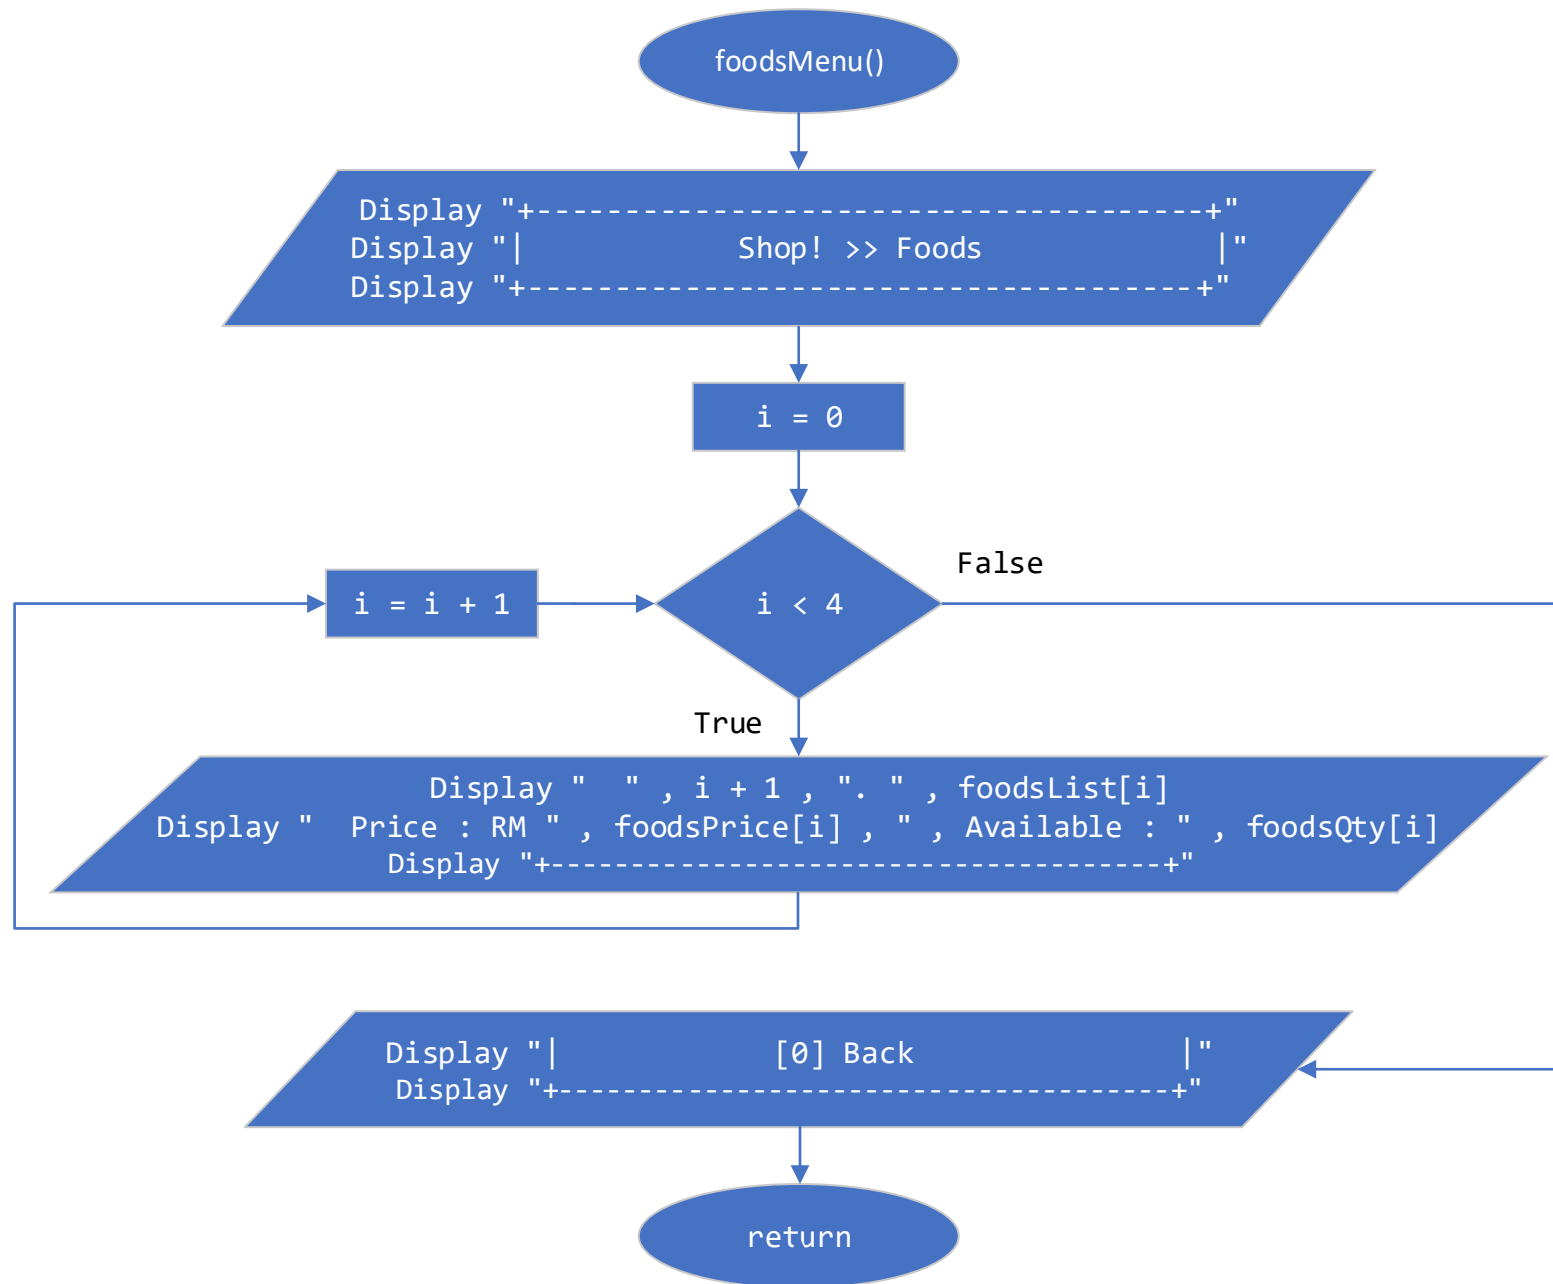 foodsMenu()
Display "+--------------------------------------+"
Display "|            Shop! >> Foods             |"
Display "+--------------------------------------+"
i = 0
False
i = i + 1
i < 4
True
Display "  " , i + 1 , ". " , foodsList[i]
Display "  Price : RM " , foodsPrice[i] , " , Available : " , foodsQty[i]
Display "+-----------------------------------+"
Display "|            [0] Back               |"
Display "+-----------------------------------+"
return